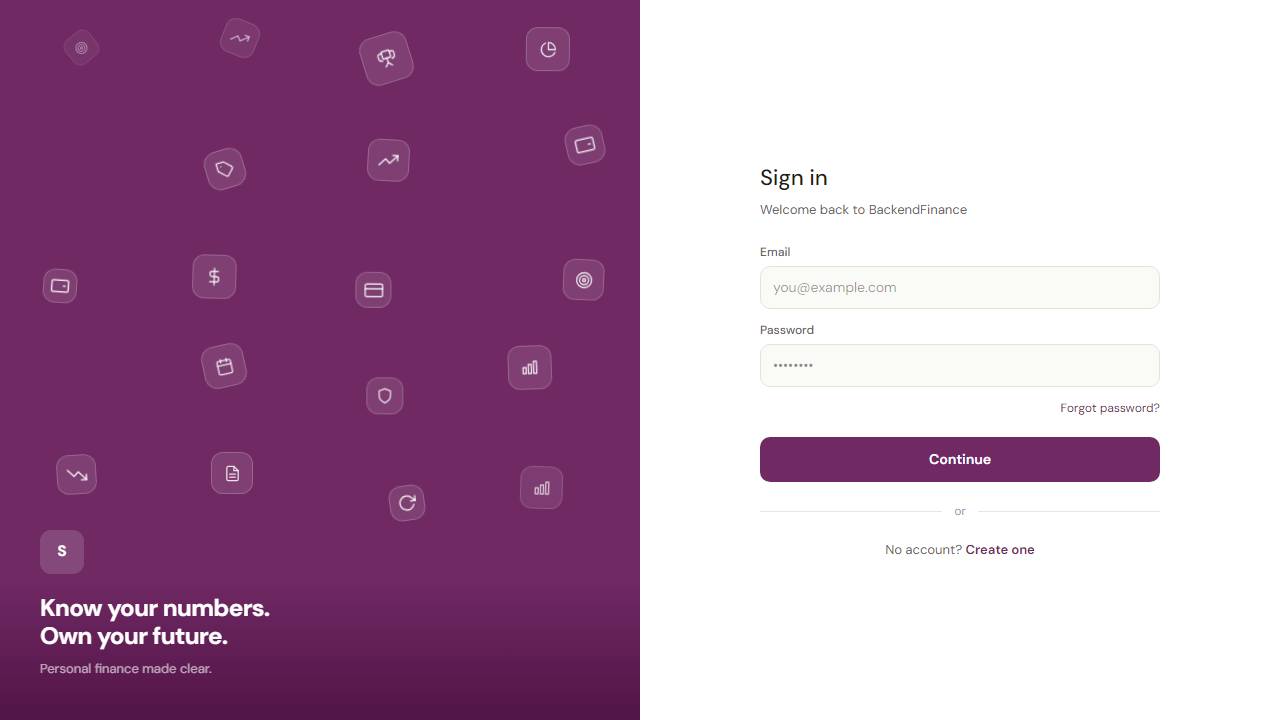 S
Know your numbers.
Own your future.
Personal finance made clear.
Sign in
Welcome back to BackendFinance
Email
you@example.com
Password
••••••••
Forgot password?
Continue
or
No account? Create one